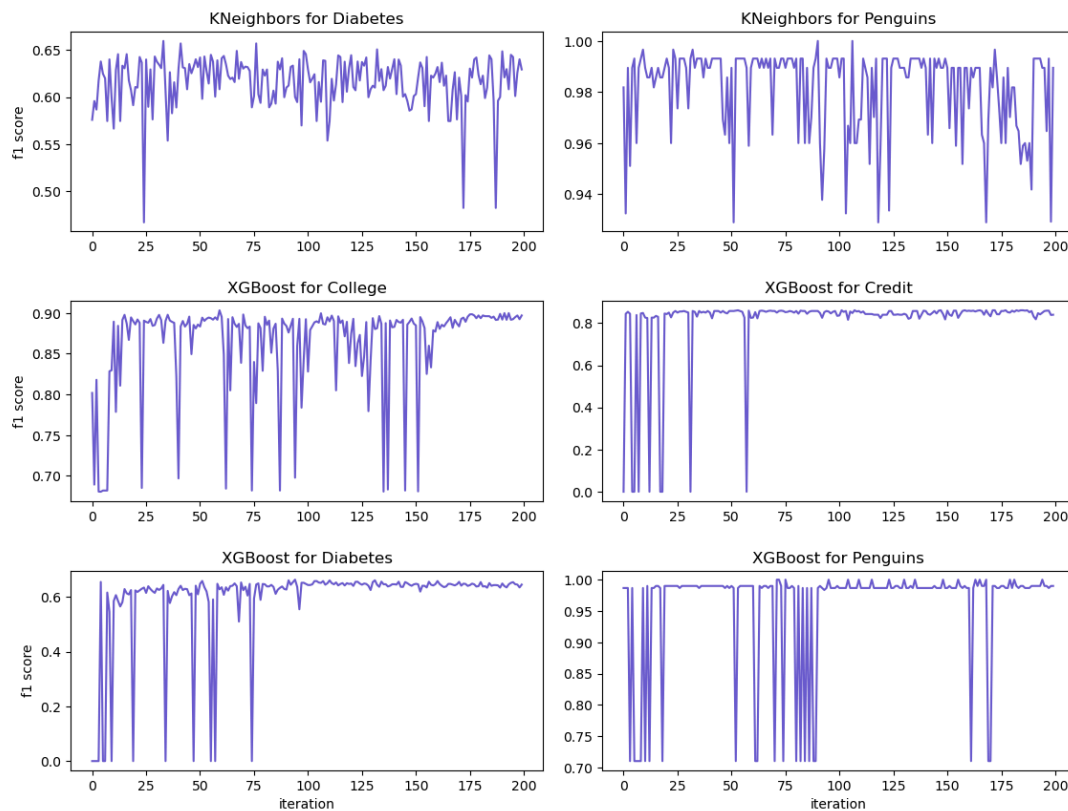 KNeighbors for Diabetes
f1 score
0.65
0.60
0.55
0.50
0 25 50 75 100 125 150 175 200
KNeighbors for Penguins
1.00
0.98
0.96
0.94
0 25 50 75 100 125 150 175 200
XGBoost for College
f1 score
0.90
0.85
0.80
0.75
0.70
0 25 50 75 100 125 150 175 200
XGBoost for Credit
0.8
0.6
0.4
0.2
0.0
0 25 50 75 100 125 150 175 200
XGBoost for Diabetes
f1 score
0.6
0.4
0.2
0.0
0 25 50 75 100 125 150 175 200
iteration
XGBoost for Penguins
1.00
0.95
0.90
0.85
0.80
0.75
0.70
0 25 50 75 100 125 150 175 200
iteration